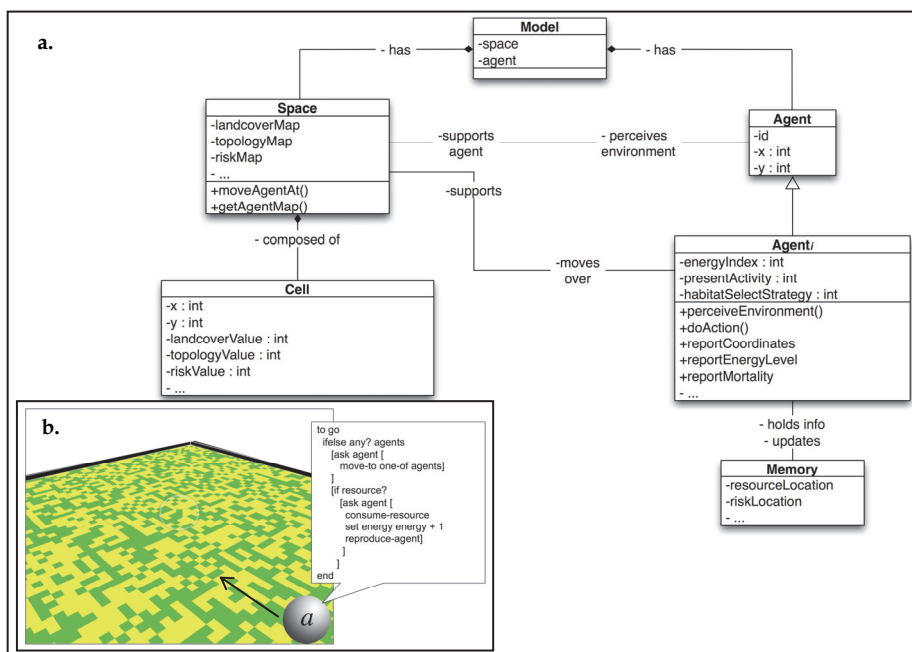 a.
Model
-space
-agent
- has
- has
Space
-landcoverMap
-topologyMap
-riskMap
- ...
+moveAgentAt()
+getAgentMap()
-supports
agent
- perceives
environment
Agent
-id
-x : int
-y : int
-supports
-moves
over
- composed of
Cell
-x : int
-y : int
-landcoverValue : int
-topologyValue : int
-riskValue : int
- ...
Agenti
-energyIndex : int
-presentActivity : int
-habitatSelectStrategy : int
+perceiveEnvironment()
+doAction()
+reportCoordinates
+reportEnergyLevel
+reportMortality
- ...
- holds info
- updates
Memory
-resourceLocation
-riskLocation
- ...
b.
to go
ifelse any? agents
[ask agent [
move-to one-of agents]
]
[if resource?
[ask agent [
consume-resource
set energy energy + 1
reproduce-agent]
]
]
end
a